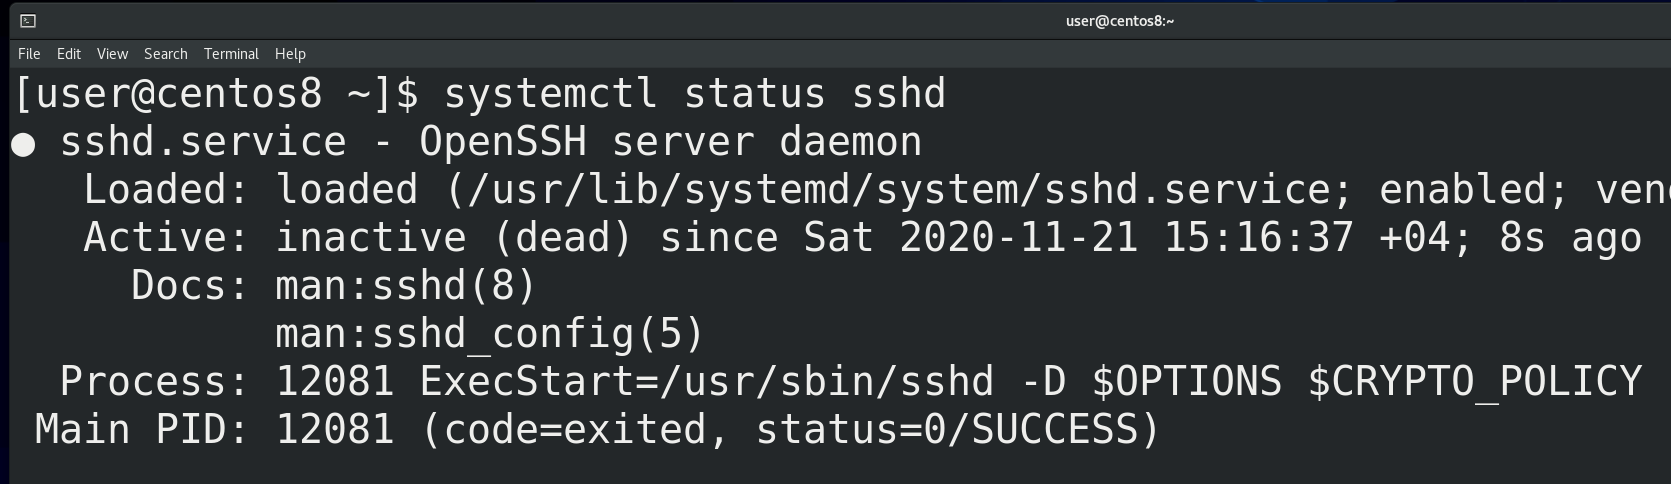 user@centos8:~
File Edit View Search Terminal Help
[user@centos8 ~]$ systemctl status sshd
● sshd.service - OpenSSH server daemon
Loaded: loaded (/usr/lib/systemd/system/sshd.service; enabled;
Active: inactive (dead) since Sat 2020-11-21 15:16:37 +04; 8s ago
Docs: man:sshd(8)
man:sshd_config(5)
Process: 12081 ExecStart=/usr/sbin/sshd -D $OPTIONS $CRYPTO_POLICY
Main PID: 12081 (code=exited, status=0/SUCCESS)